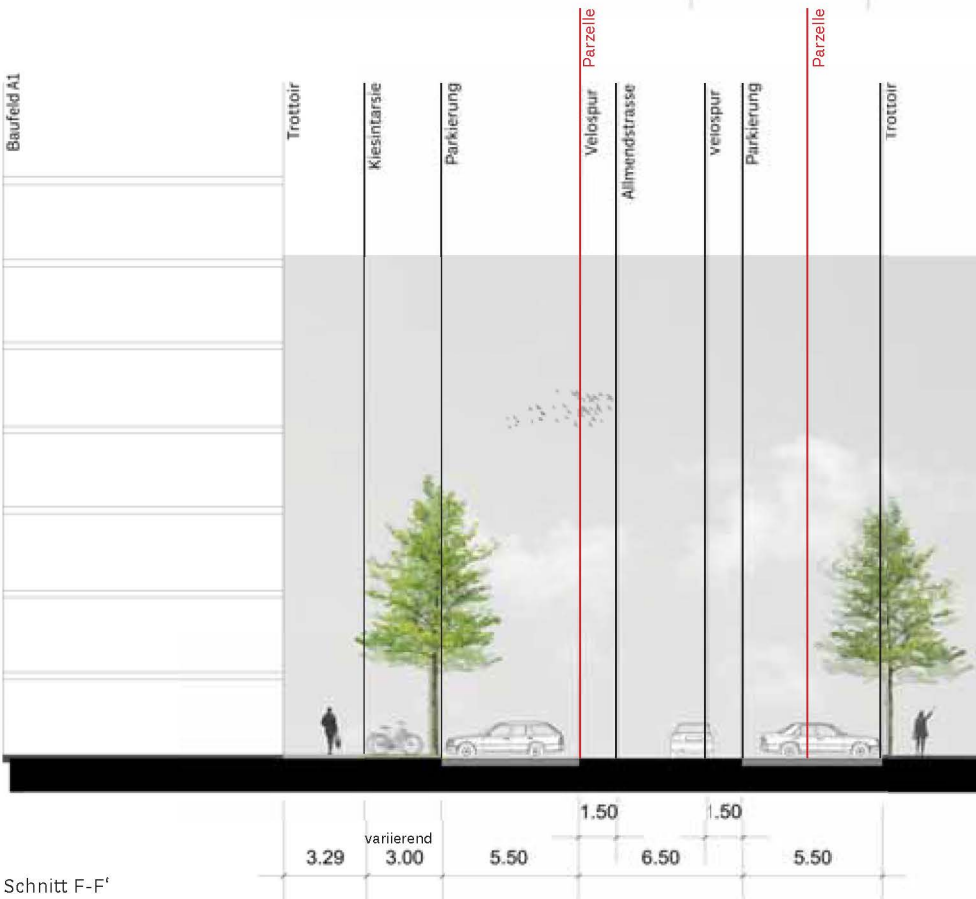 Parzelle
Parzelle
Baufeld A1
Trottoir
Kiesintarsie
Parkierung
Velospur
Allmendstrasse
Velospur
Parkierung
Trottoir
1.50
1.50
variierend
3.29
3.00
5.50
6.50
5.50
Schnitt F-F'